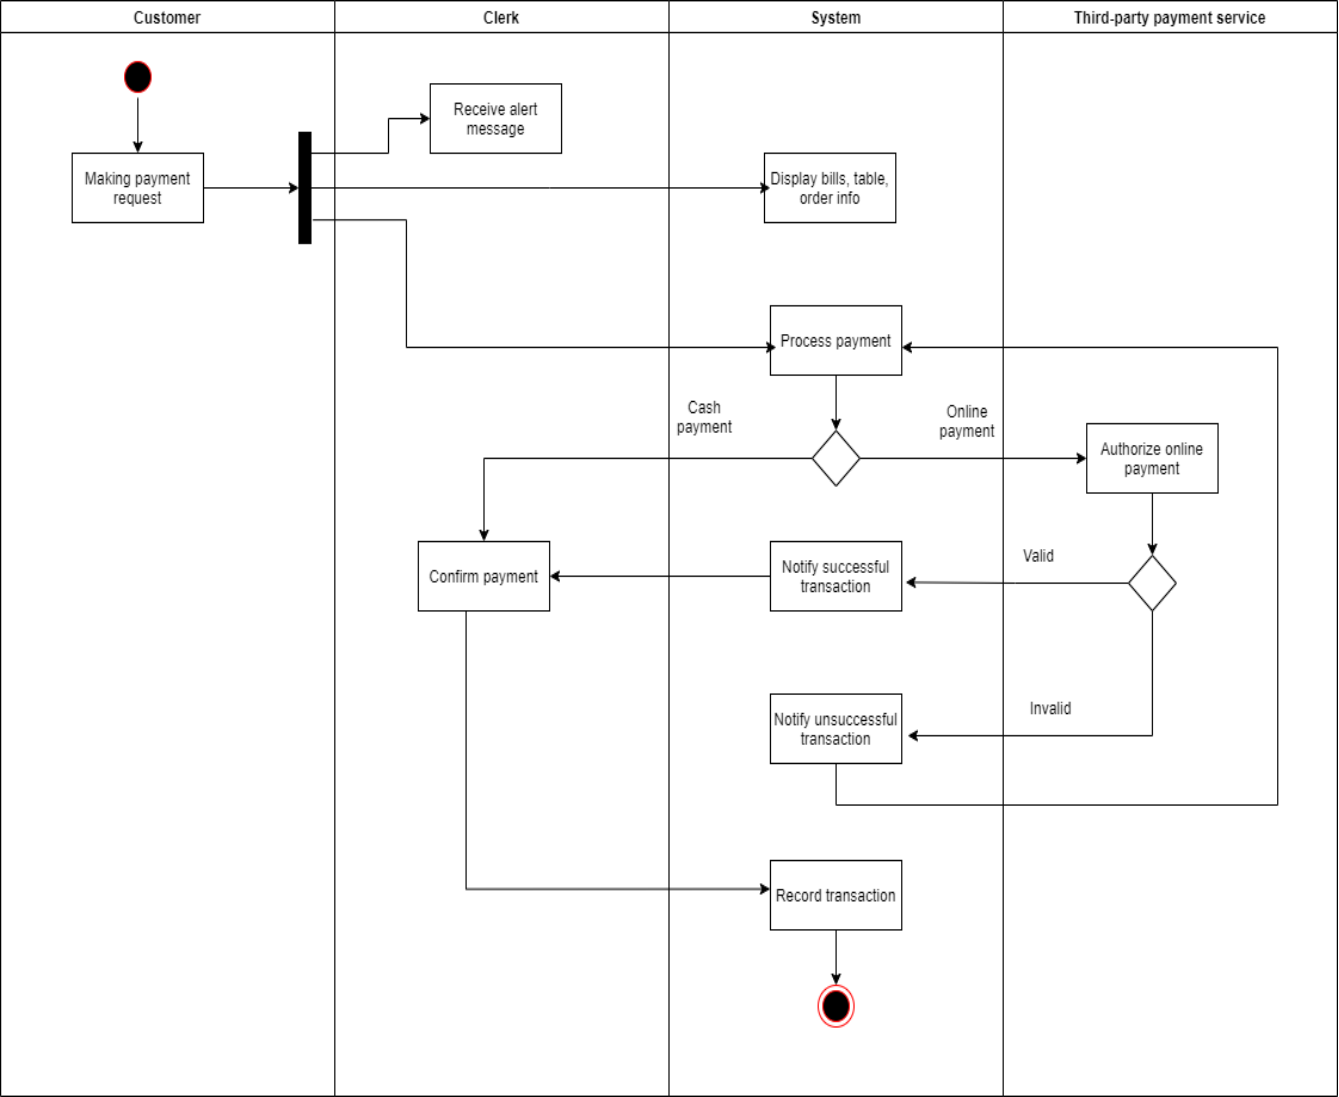 Customer
Clerk
System
Third-party payment service
Receive alert
message
Making payment
request
Display bills, table,
order info
Process payment
Cash
payment
Online
payment
Authorize online
payment
Valid
Confirm payment
Notify successful
transaction
Invalid
Notify unsuccessful
transaction
Record transaction